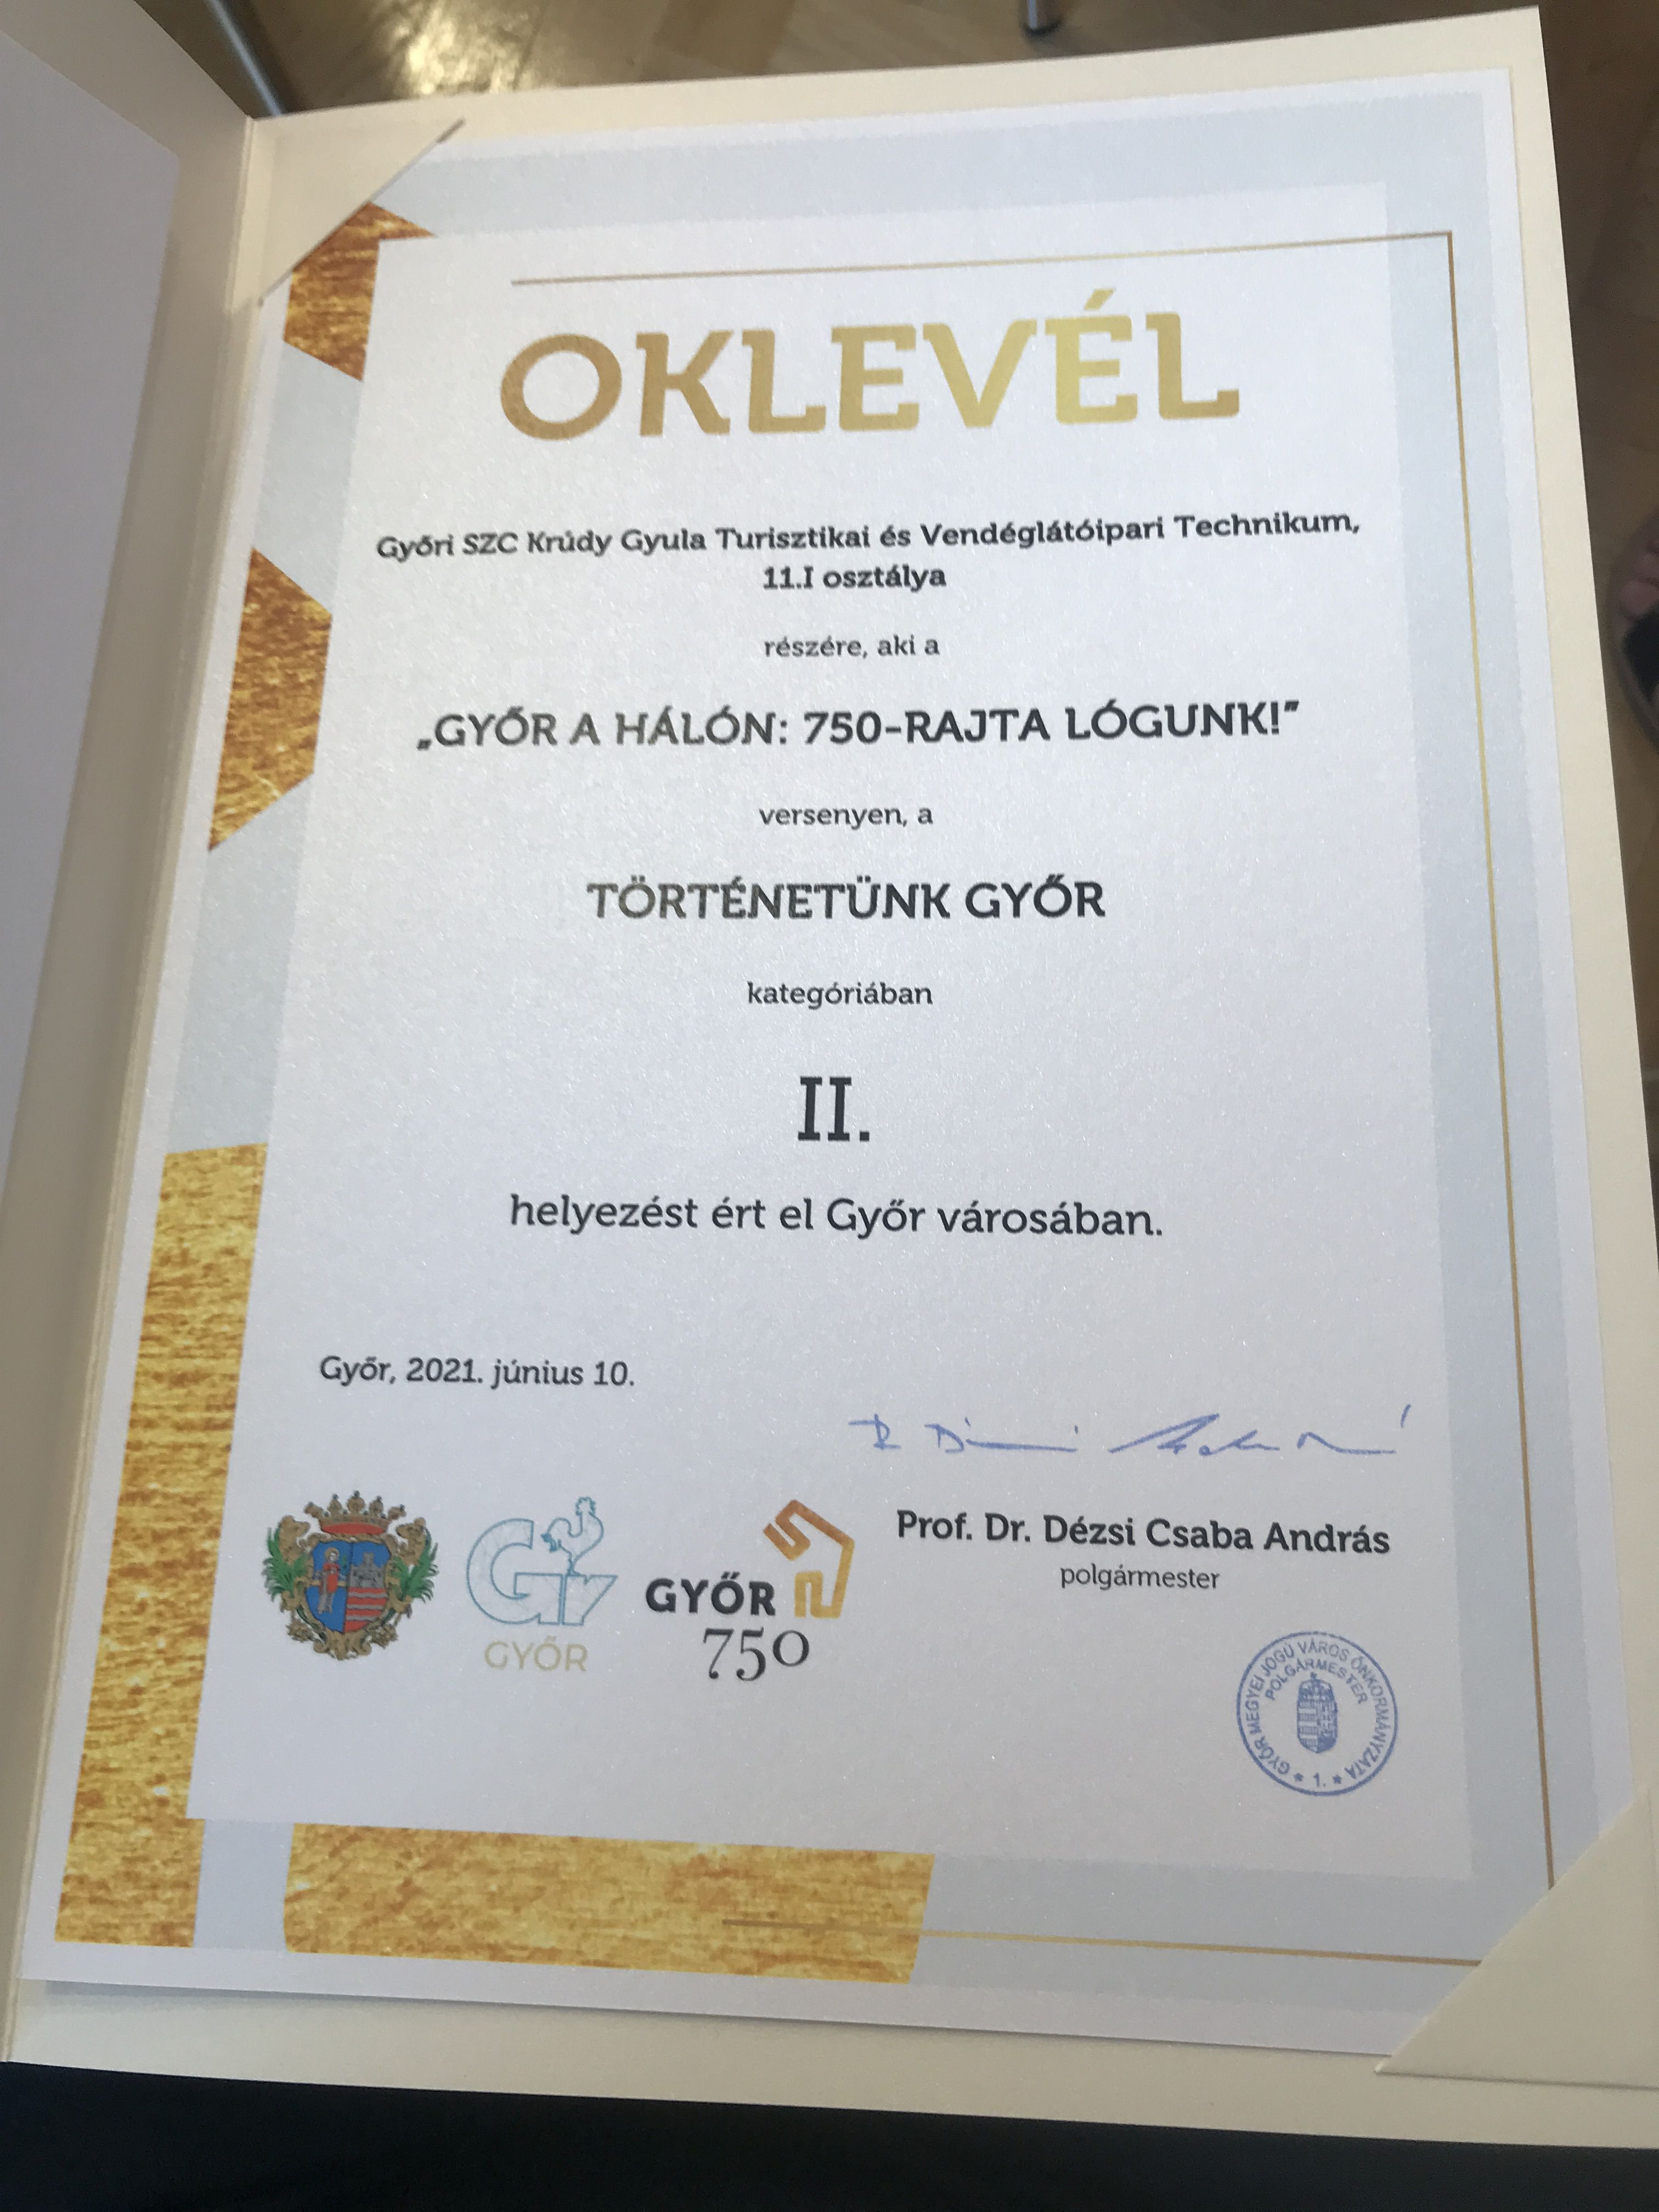 OKLEVÉL
Győri SZC Krúdy Gyula Turisztikai és Vendéglátóipari Technikum,
11.I osztálya
részére, aki a
„GYŐR A HÁLÓN: 750-RAJTA LÓGUNK!”
versenyen, a
TÖRTÉNETÜNK GYŐR
kategóriában
II.
helyezést ért el Győr városában.
Győr, 2021. június 10.
Prof. Dr. Dézsi Csaba András
polgármester
GYŐR
GYŐR
750
GYŐR MEGYEI JOGÚ VÁROS ÖNKORMÁNYZATA
POLGÁRMESTER
* 1. *